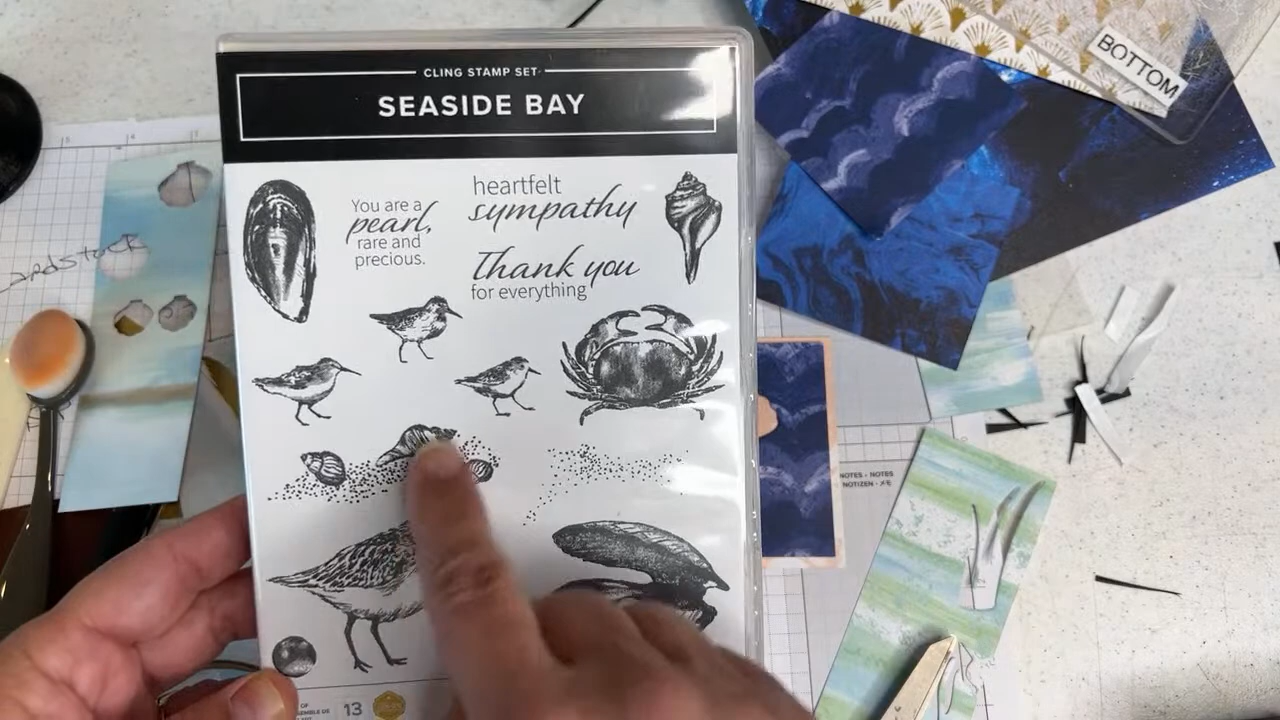 CLING STAMP SET
SEASIDE BAY
You are a
pearl,
rare and
precious.
heartfelt
sympathy
Thank you
for everything
13
BOTTOM
NOTES • NOTES
NOTIZEN •